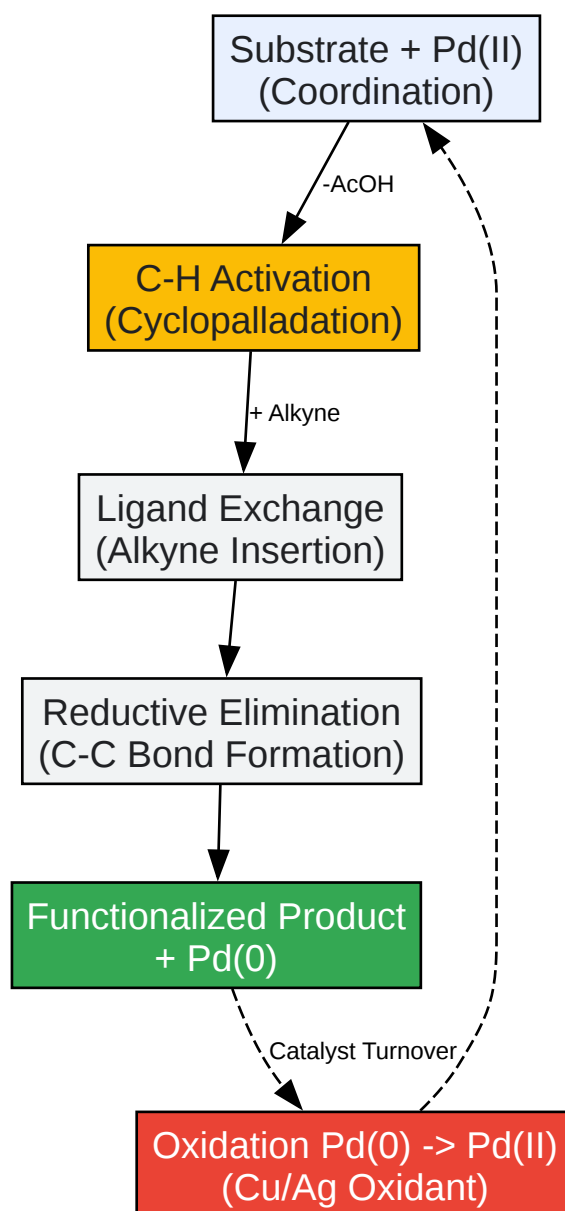 Substrate + Pd(II)
(Coordination)
-AcOH
C-H Activation
(Cyclopalladation)
+ Alkyne
Ligand Exchange
(Alkyne Insertion)
Reductive Elimination
(C-C Bond Formation)
Functionalized Product
+ Pd(0)
Catalyst Turnover
Oxidation Pd(0) -> Pd(II)
(Cu/Ag Oxidant)